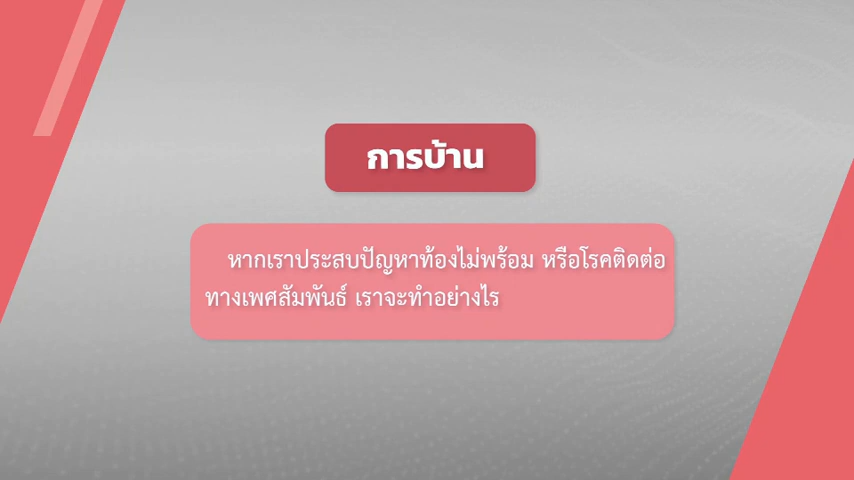 การบ้าน
หากเราประสบปัญหาท้องไม่พร้อม หรือโรคติดต่อ
ทางเพศสัมพันธ์ เราจะทำอย่างไร